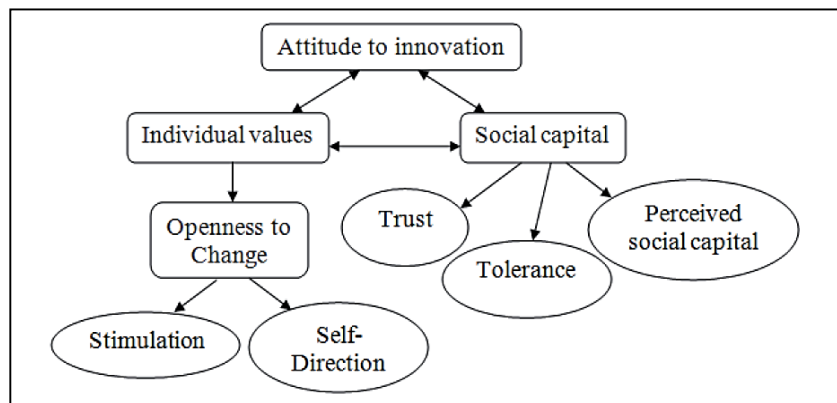 Attitude to innovation
Individual values
Social capital
Openness to
Change
Trust
Tolerance
Perceived
social capital
Stimulation
Self-
Direction